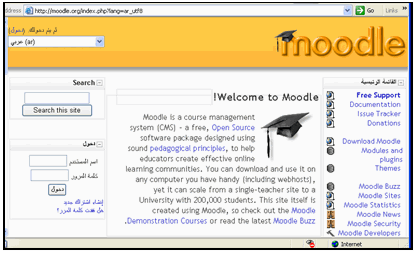 ddress
http://moodle.org/index.php?lang=ar_utf8
Go
Links
لم يتم دخولك. (دخول)
عربي (ar)
moodle
Search
Search this site
دخول
اسم المستخدم
كلمة المرور
دخول
إنشاء اشتراك جديد
هل فقدت كلمة المرور؟
!Welcome to Moodle
Moodle is a course management
system (CMS) - a free, Open Source
software package designed using
sound pedagogical principles, to help
educators create effective online
learning communities. You can download and use it on
any computer you have handy (including webhosts),
yet it can scale from a single-teacher site to a
University with 200,000 students. This site itself is
created using Moodle, so check out the Moodle
.Demonstration Courses or read the latest Moodle Buzz
القائمة الرئيسية
Free Support
Documentation
Issue Tracker
Donations
Download Moodle
Modules and
plugins
Themes
Moodle Buzz
Moodle Sites
Moodle Statistics
Moodle News
Moodle Security
Moodle Developers
Internet